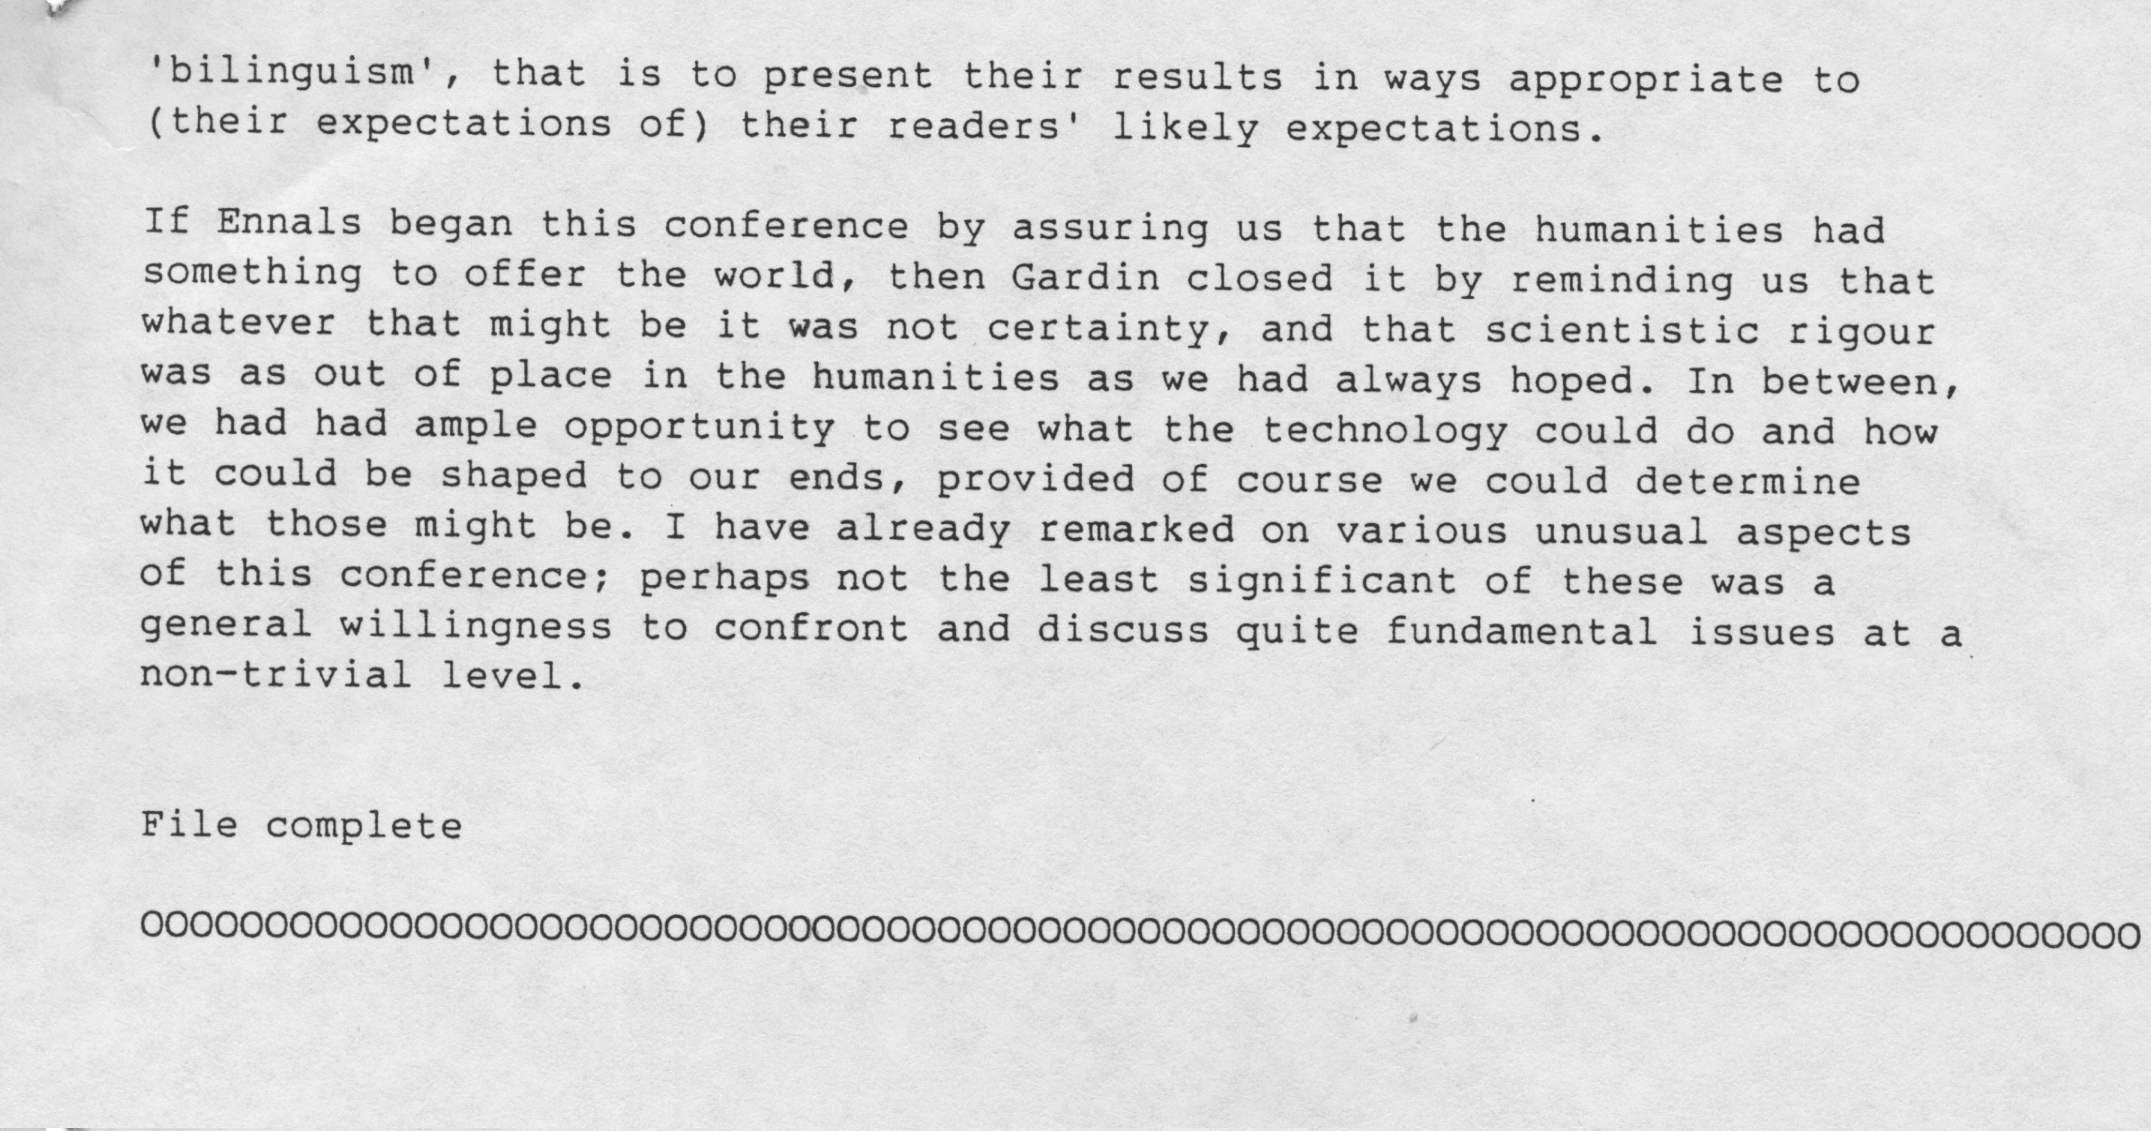 'bilinguism', that is to present their results in ways appropriate to
(their expectations of) their readers' likely expectations.
If Ennals began this conference by assuring us that the humanities had
something to offer the world, then Gardin closed it by reminding us that
whatever that might be it was not certainty, and that scientistic rigour
was as out of place in the humanities as we had always hoped. In between,
we had had ample opportunity to see what the technology could do and how
it could be shaped to our ends, provided of course we could determine
what those might be. I have already remarked on various unusual aspects
of this conference; perhaps not the least significant of these was a
general willingness to confront and discuss quite fundamental issues at a
non-trivial level.
File complete
OOOOOOOOOOOOOOOOOOOOOOOOOOOOOOOOOOOOOOOOOOOOOOOOOOOOOOOOOOOOOOOOOOOOOOOOOOOOOOOO